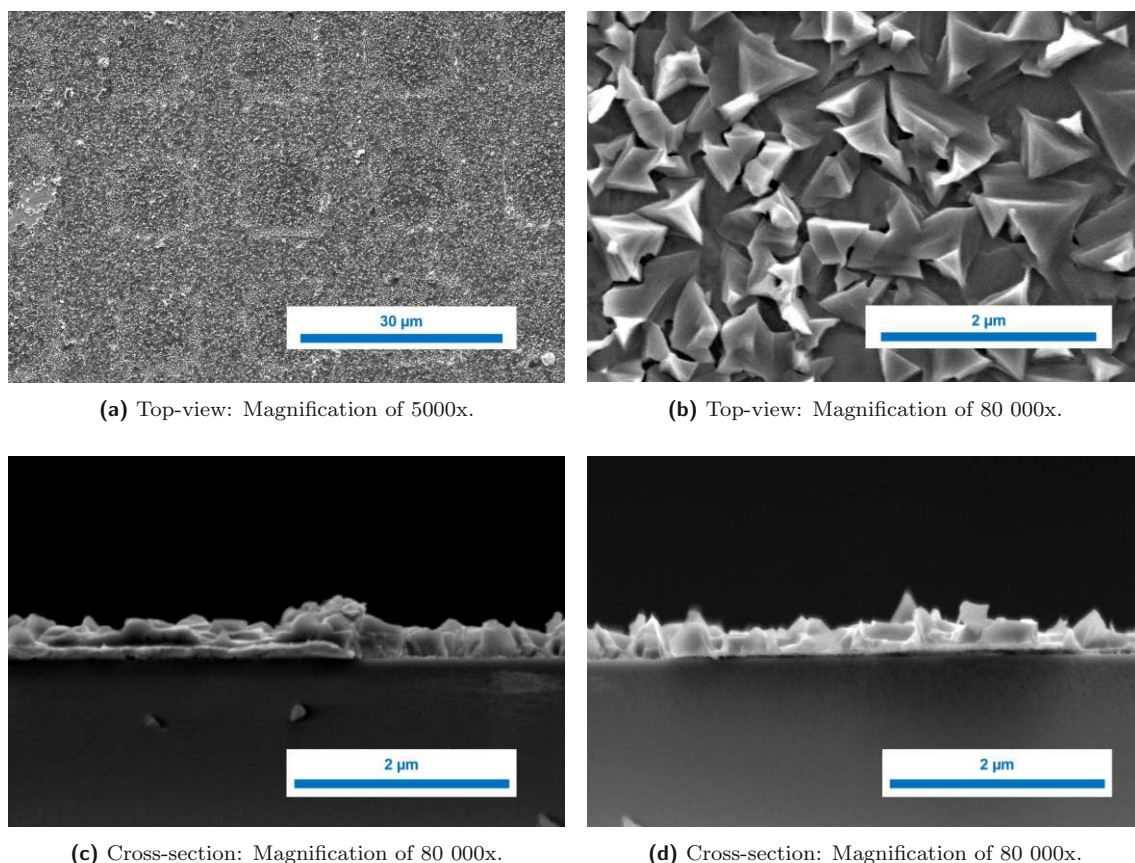 30 µm
2 µm
(a) Top-view: Magnification of 5000x.
(b) Top-view: Magnification of 80 000x.
2 µm
2 µm
(c) Cross-section: Magnification of 80 000x.
(d) Cross-section: Magnification of 80 000x.